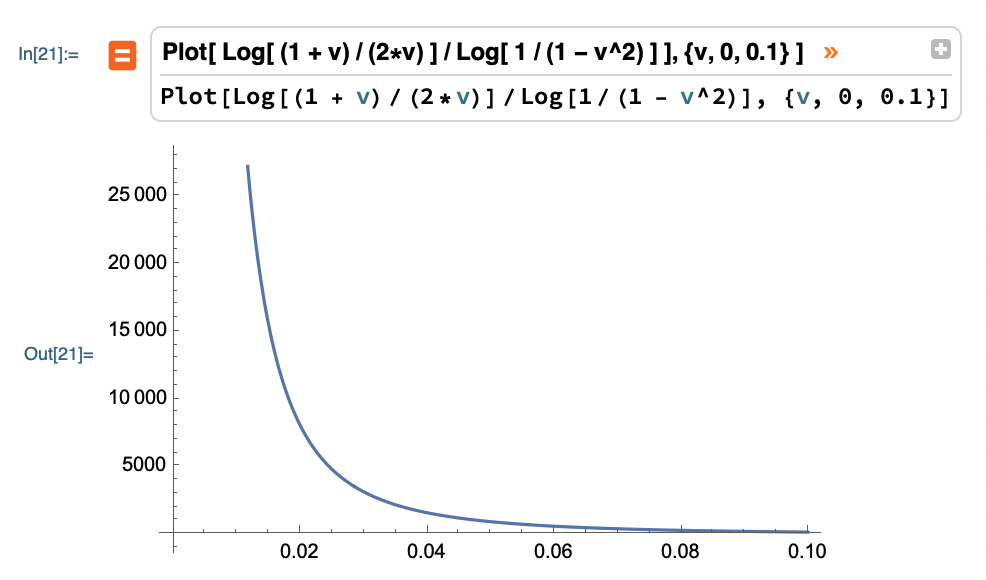 In[21]:= = Plot[ Log[ (1 + v) / (2*v) ] / Log[ 1 / (1 – v^2) ] ], {v, 0, 0.1} ] »
Plot[Log[(1 + v) / (2 * v)] / Log[1 / (1 - v^2)], {v, 0, 0.1}]
25 000
20 000
15 000
Out[21]=
10 000
5000
0.02 0.04 0.06 0.08 0.10